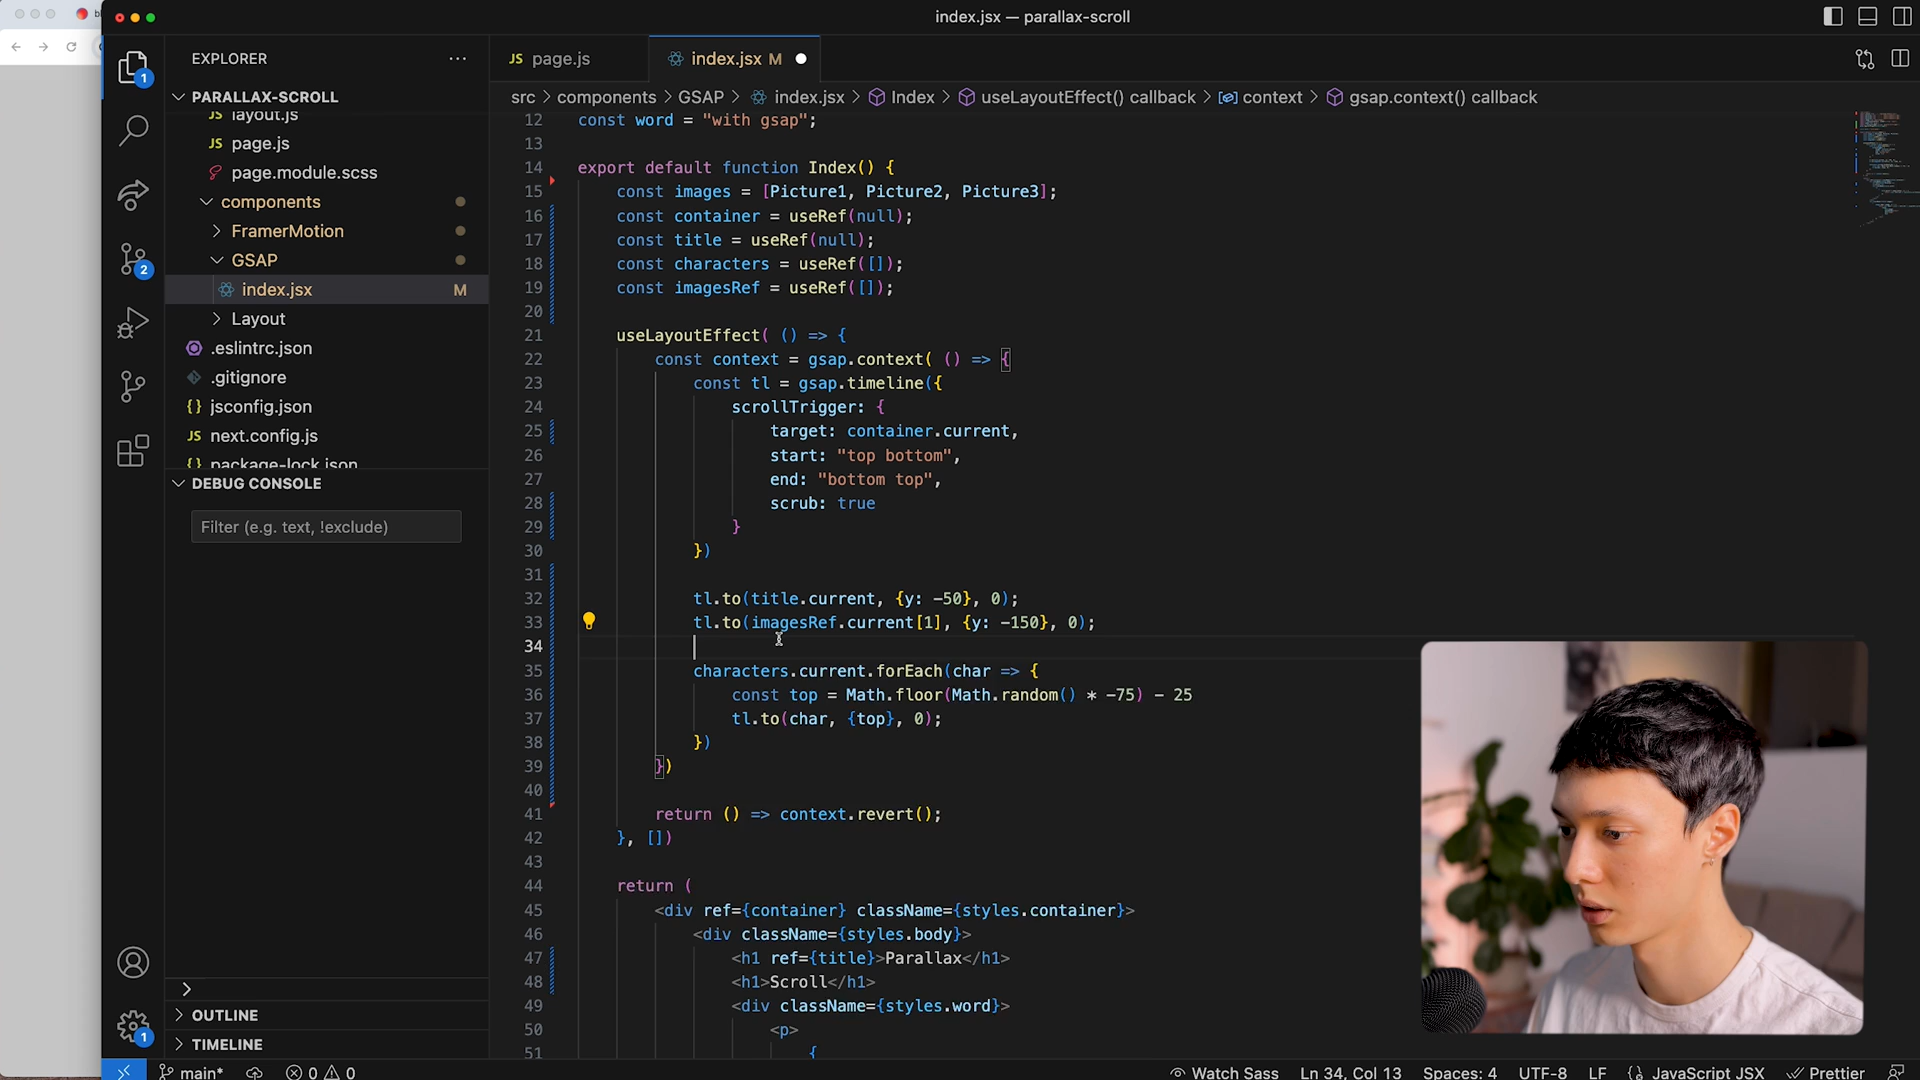 index.jsx — parallax-scroll
EXPLORER
JS page.js
index.jsx M
src > components > GSAP > index.jsx > Index > useLayoutEffect() callback > context > gsap.context() callback
PARALLAX-SCROLL
JS layout.js
JS page.js
page.module.scss
components
FramerMotion
GSAP
index.jsx M
Layout
.eslintrc.json
.gitignore
{} jsconfig.json
JS next.config.js
{} package-lock.json
DEBUG CONSOLE
Filter (e.g. text, !exclude)
OUTLINE
TIMELINE
1
2
1
12 const word = "with gsap";
13
14 export default function Index() {
15 const images = [Picture1, Picture2, Picture3];
16 const container = useRef(null);
17 const title = useRef(null);
18 const characters = useRef([]);
19 const imagesRef = useRef([]);
20
21 useLayoutEffect( () => {
22 const context = gsap.context( () => {
23 const tl = gsap.timeline({
24 scrollTrigger: {
25 target: container.current,
26 start: "top bottom",
27 end: "bottom top",
28 scrub: true
29 }
30 })
31
32 tl.to(title.current, {y: -50}, 0);
33 tl.to(imagesRef.current[1], {y: -150}, 0);
34
35 characters.current.forEach(char => {
36 const top = Math.floor(Math.random() * -75) - 25
37 tl.to(char, {top}, 0);
38 })
39 })
40
41 return () => context.revert();
42 }, [])
43
44 return (
45 <div ref={container} className={styles.container}>
46 <div className={styles.body}>
47 <h1 ref={title}>Parallax</h1>
48 <h1>Scroll</h1>
49 <div className={styles.word}>
50 <p>
51 {
main* 0 0 Watch Sass Ln 34, Col 13 Spaces: 4 UTF-8 LF {} JavaScript JSX Prettier